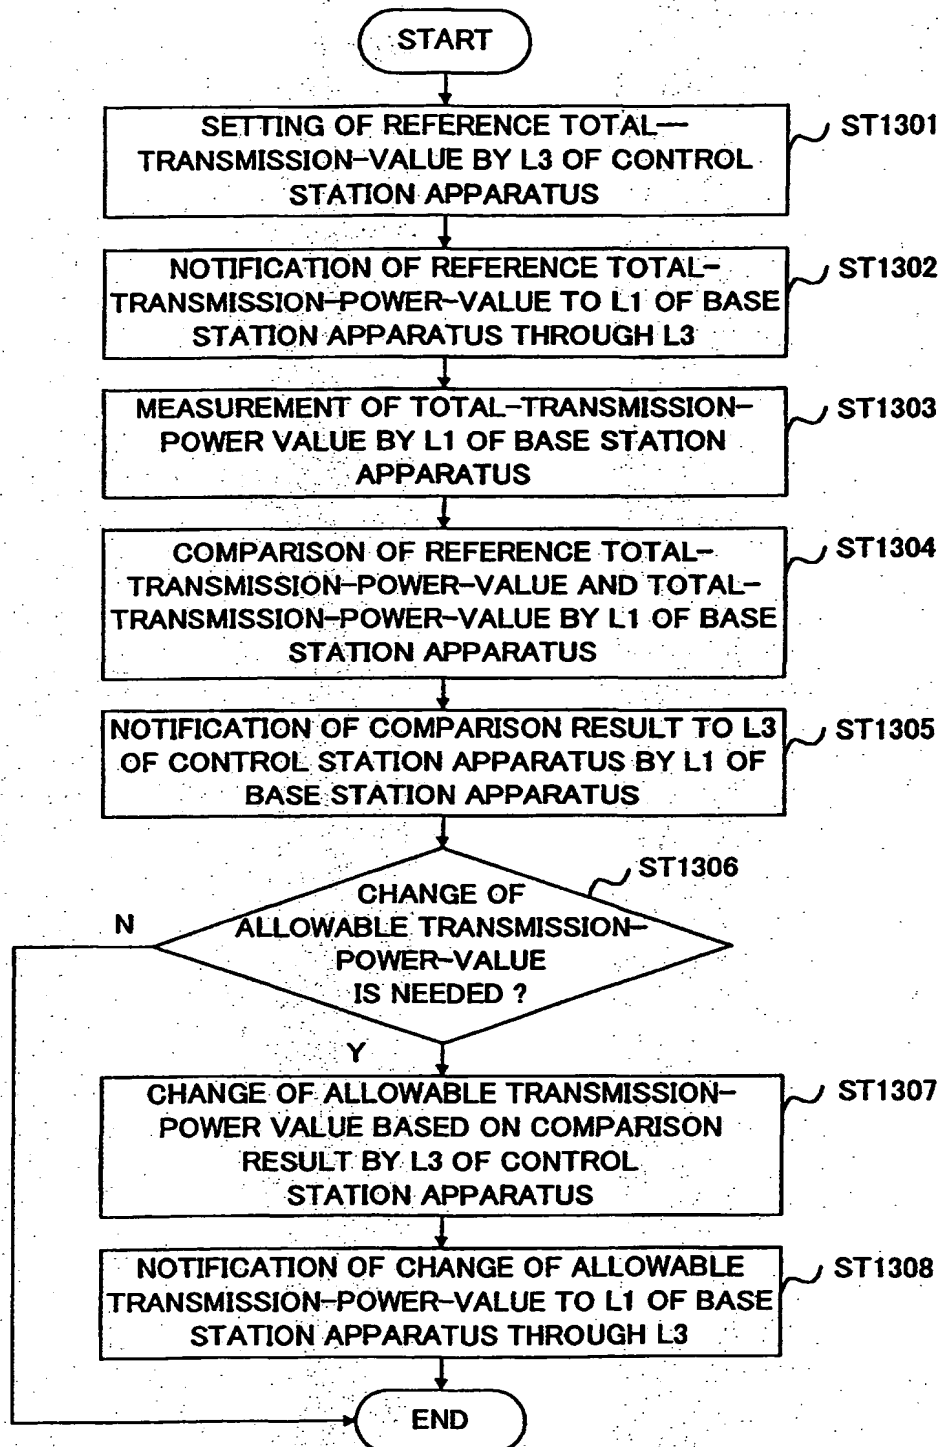 START
SETTING OF REFERENCE TOTAL—
TRANSMISSION-VALUE BY L3 OF CONTROL
STATION APPARATUS
ST1301
NOTIFICATION OF REFERENCE TOTAL-
TRANSMISSION-POWER-VALUE TO L1 OF BASE
STATION APPARATUS THROUGH L3
ST1302
MEASUREMENT OF TOTAL-TRANSMISSION-
POWER VALUE BY L1 OF BASE STATION
APPARATUS
ST1303
COMPARISON OF REFERENCE TOTAL-
TRANSMISSION-POWER-VALUE AND TOTAL-
TRANSMISSION-POWER-VALUE BY L1 OF BASE
STATION APPARATUS
ST1304
NOTIFICATION OF COMPARISON RESULT TO L3
OF CONTROL STATION APPARATUS BY L1 OF
BASE STATION APPARATUS
ST1305
CHANGE OF
ALLOWABLE TRANSMISSION-
POWER-VALUE
IS NEEDED ?
ST1306
N
Y
CHANGE OF ALLOWABLE TRANSMISSION-
POWER VALUE BASED ON COMPARISON
RESULT BY L3 OF CONTROL
STATION APPARATUS
ST1307
NOTIFICATION OF CHANGE OF ALLOWABLE
TRANSMISSION-POWER-VALUE TO L1 OF BASE
STATION APPARATUS THROUGH L3
ST1308
END